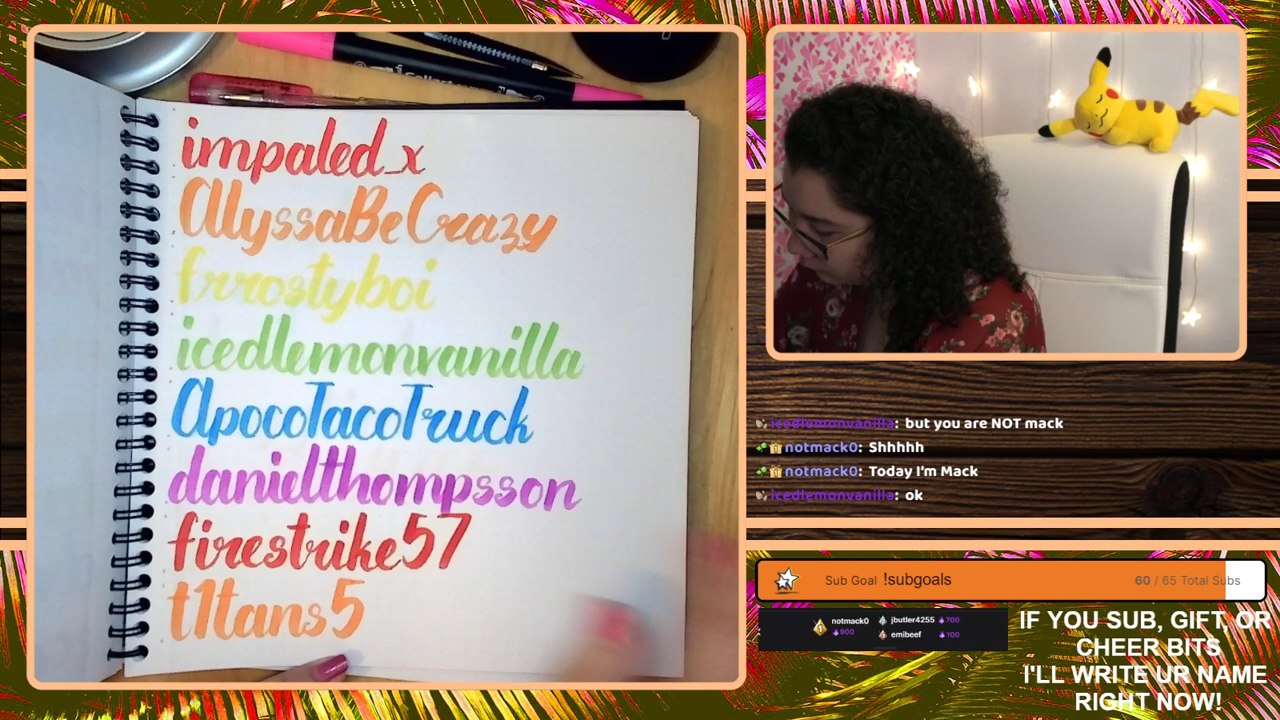 impaled_x
AlyssaBeCrazy
frrostyboi
icedlemonvanilla
ApocoTacoTruck
danielthompsson
firestrike57
t1tans5
icedlemonvanilla: but you are NOT mack
notmack0: Shhhhh
notmack0: Today I'm Mack
icedlemonvanilla: ok
Sub Goal !subgoals 60 / 65 Total Subs
1 notmack0 900
jbutler4255 700
emibeef 100
IF YOU SUB, GIFT, OR
CHEER BITS
I'LL WRITE UR NAME
RIGHT NOW!